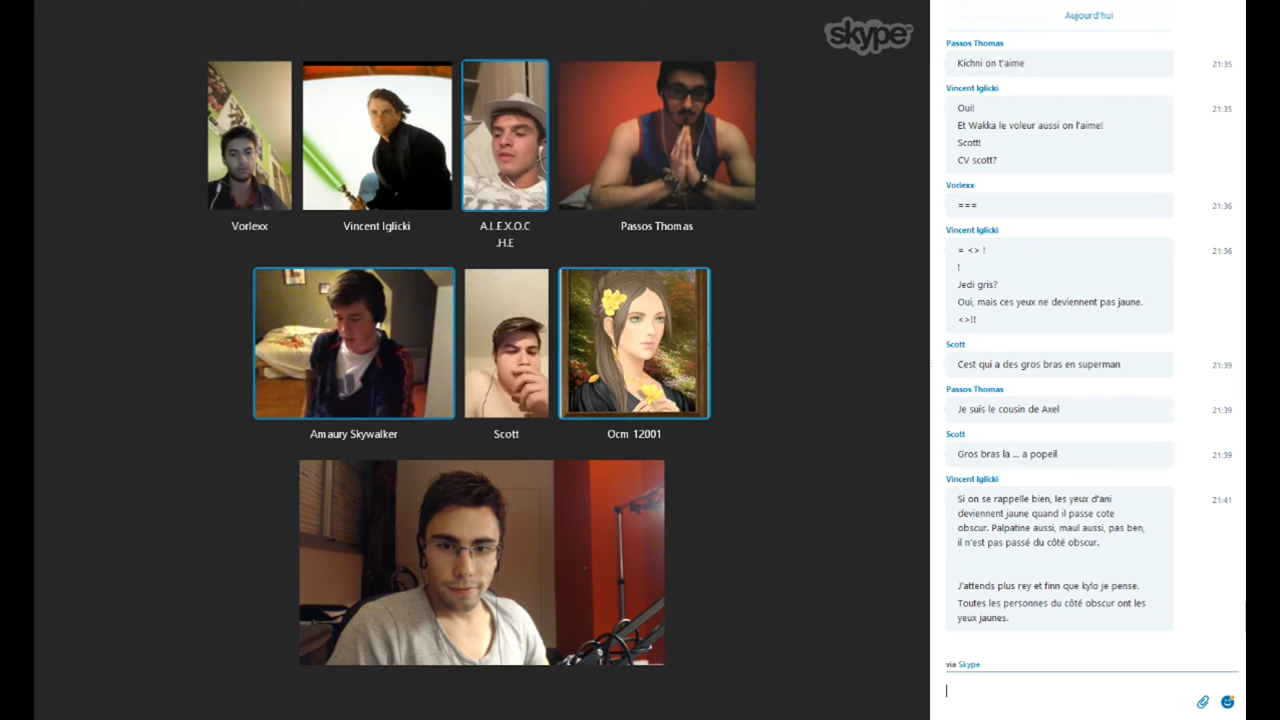 skype™
Vorlexx
Vincent Iglicki
A.L.E.X.O.C
.H.E
Passos Thomas
Amaury Skywalker
Scott
Ocm 12001
Aujourd'hui
Passos Thomas
Kichni on t'aime 21:35
Vincent Iglicki
Oui! 21:35
Et Wakka le voleur aussi on l'aime!
Scott!
CV scott?
Vorlexx
=== 21:36
Vincent Iglicki
= <> ! 21:36
!
Jedi gris?
Oui, mais ces yeux ne deviennent pas jaune.
<>!!
Scott
Cest qui a des gros bras en superman 21:39
Passos Thomas
Je suis le cousin de Axel 21:39
Scott
Gros bras la ... a popeil 21:39
Vincent Iglicki
Si on se rappelle bien, les yeux d'ani 21:41
deviennent jaune quand il passe cote
obscur. Palpatine aussi, maul aussi, pas ben,
il n'est pas passé du côté obscur.
J'attends plus rey et finn que kylo je pense.
Toutes les personnes du côté obscur ont les
yeux jaunes.
via Skype